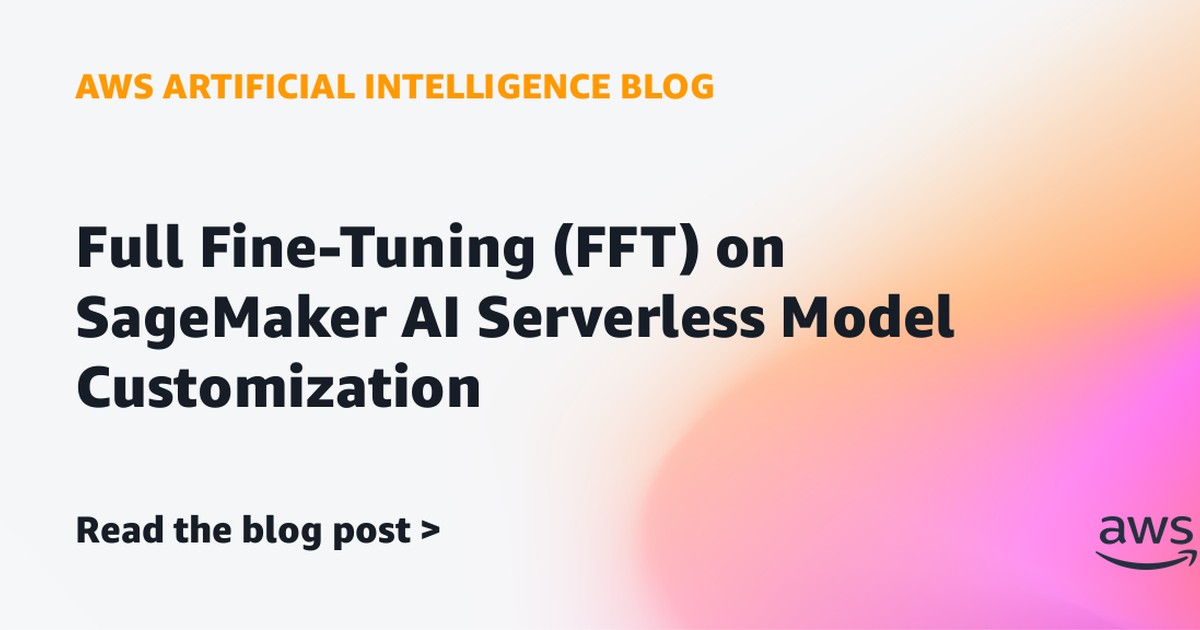 AWS ARTIFICIAL INTELLIGENCE BLOG
Full Fine-Tuning (FFT) on
SageMaker AI Serverless Model
Customization
Read the blog post >
aws